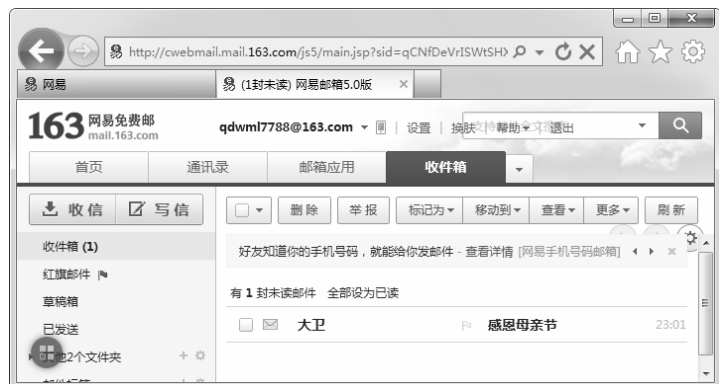 http://cwebmail.mail.163.com/js5/main.jsp?sid=qCNfDeVrISWtSH
网易
(1封未读) 网易邮箱5.0版
163 网易免费邮
mail.163.com
qdwml7788@163.com
设置 | 换肤 | 帮助 退出
首页 通讯录 邮箱应用 收件箱
收信 写信
删除 举报 标记为 移动到 查看 更多 刷新
收件箱 (1)
好友知道你的手机号码，就能给你发邮件 - 查看详情 [网易手机号码邮箱]
红旗邮件
草稿箱
有 1 封未读邮件 全部设为已读
已发送
大卫 感恩母亲节 23:01
其他2个文件夹